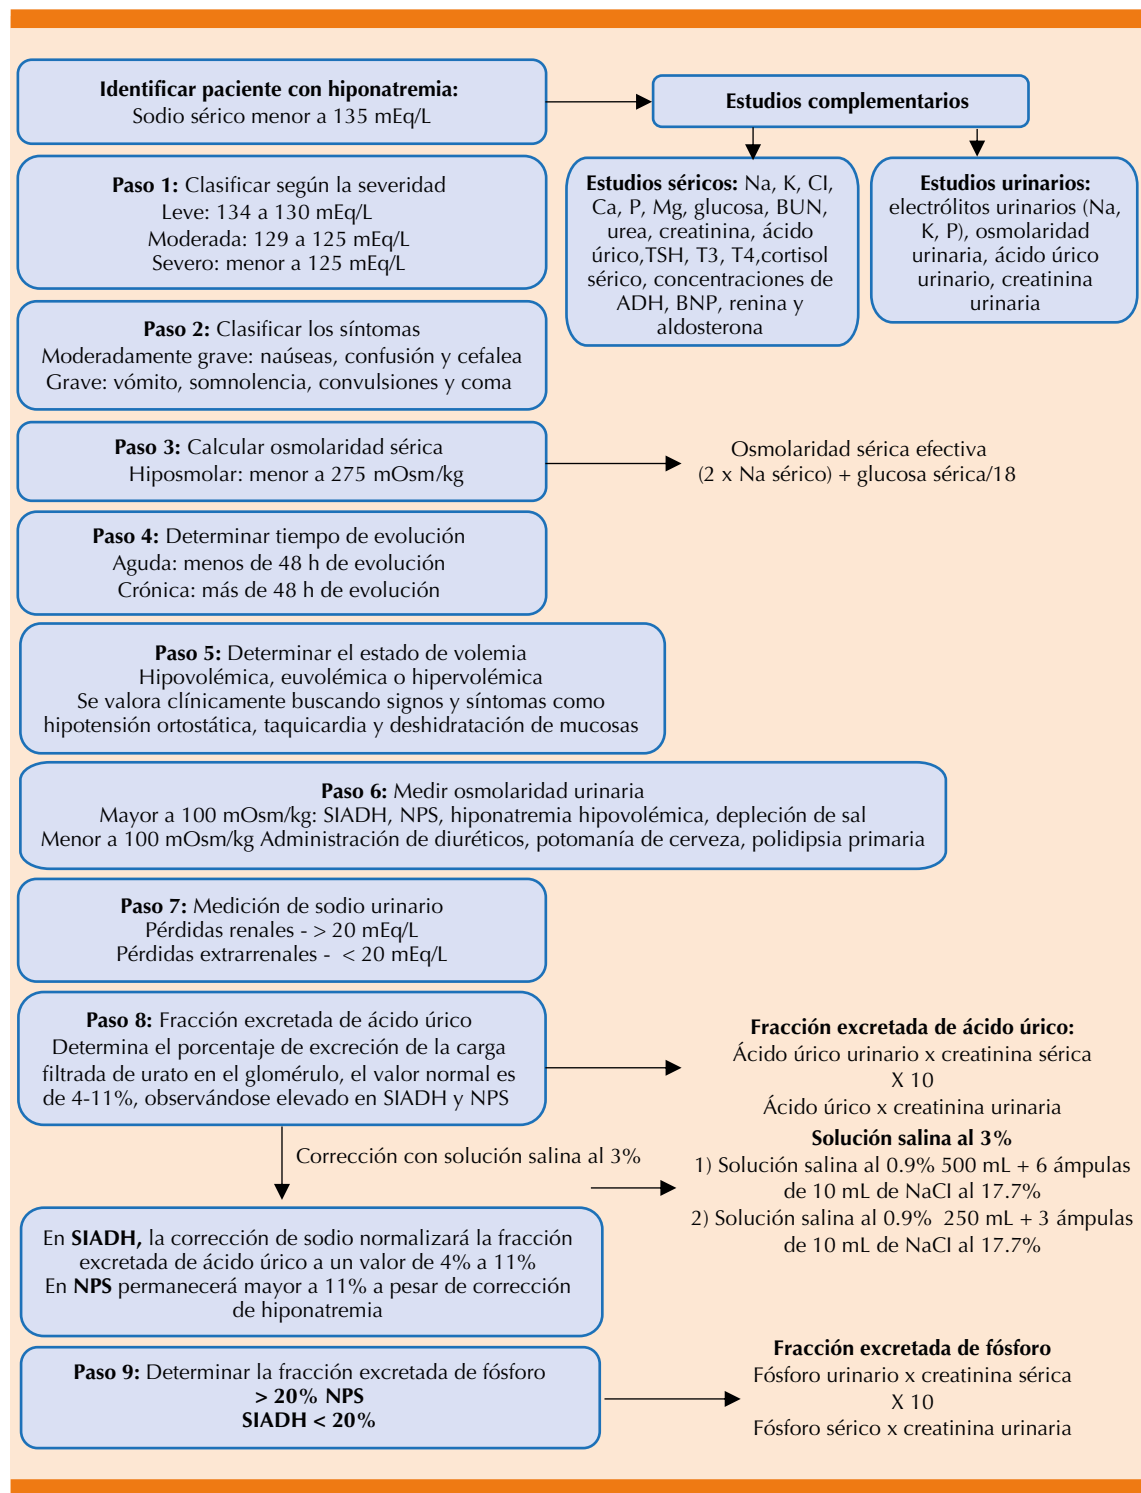 Identificar paciente con hiponatremia:
Sodio sérico menor a 135 mEq/L
Estudios complementarios
Paso 1: Clasificar según la severidad
Leve: 134 a 130 mEq/L
Moderada: 129 a 125 mEq/L
Severo: menor a 125 mEq/L
Estudios séricos: Na, K, CI,
Ca, P, Mg, glucosa, BUN,
urea, creatinina, ácido
úrico,TSH, T3, T4,cortisol
sérico, concentraciones de
ADH, BNP, renina y
aldosterona
Estudios urinarios:
electrólitos urinarios (Na,
K, P), osmolaridad
urinaria, ácido úrico
urinario, creatinina
urinaria
Paso 2: Clasificar los síntomas
Moderadamente grave: naúseas, confusión y cefalea
Grave: vómito, somnolencia, convulsiones y coma
Paso 3: Calcular osmolaridad sérica
Hiposmolar: menor a 275 mOsm/kg
Osmolaridad sérica efectiva
(2 x Na sérico) + glucosa sérica/18
Paso 4: Determinar tiempo de evolución
Aguda: menos de 48 h de evolución
Crónica: más de 48 h de evolución
Paso 5: Determinar el estado de volemia
Hipovolémica, euvolémica o hipervolémica
Se valora clínicamente buscando signos y síntomas como
hipotensión ortostática, taquicardia y deshidratación de mucosas
Paso 6: Medir osmolaridad urinaria
Mayor a 100 mOsm/kg: SIADH, NPS, hiponatremia hipovolémica, depleción de sal
Menor a 100 mOsm/kg Administración de diuréticos, potomanía de cerveza, polidipsia primaria
Paso 7: Medición de sodio urinario
Pérdidas renales - > 20 mEq/L
Pérdidas extrarrenales - < 20 mEq/L
Paso 8: Fracción excretada de ácido úrico
Determina el porcentaje de excreción de la carga
filtrada de urato en el glomérulo, el valor normal es
de 4-11%, observándose elevado en SIADH y NPS
Fracción excretada de ácido úrico:
Ácido úrico urinario x creatinina sérica
X 10
Ácido úrico x creatinina urinaria
Corrección con solución salina al 3%
Solución salina al 3%
1) Solución salina al 0.9% 500 mL + 6 ámpulas
de 10 mL de NaCI al 17.7%
2) Solución salina al 0.9% 250 mL + 3 ámpulas
de 10 mL de NaCI al 17.7%
En SIADH, la corrección de sodio normalizará la fracción
excretada de ácido úrico a un valor de 4% a 11%
En NPS permanecerá mayor a 11% a pesar de corrección
de hiponatremia
Paso 9: Determinar la fracción excretada de fósforo
> 20% NPS
SIADH < 20%
Fracción excretada de fósforo
Fósforo urinario x creatinina sérica
X 10
Fósforo sérico x creatinina urinaria